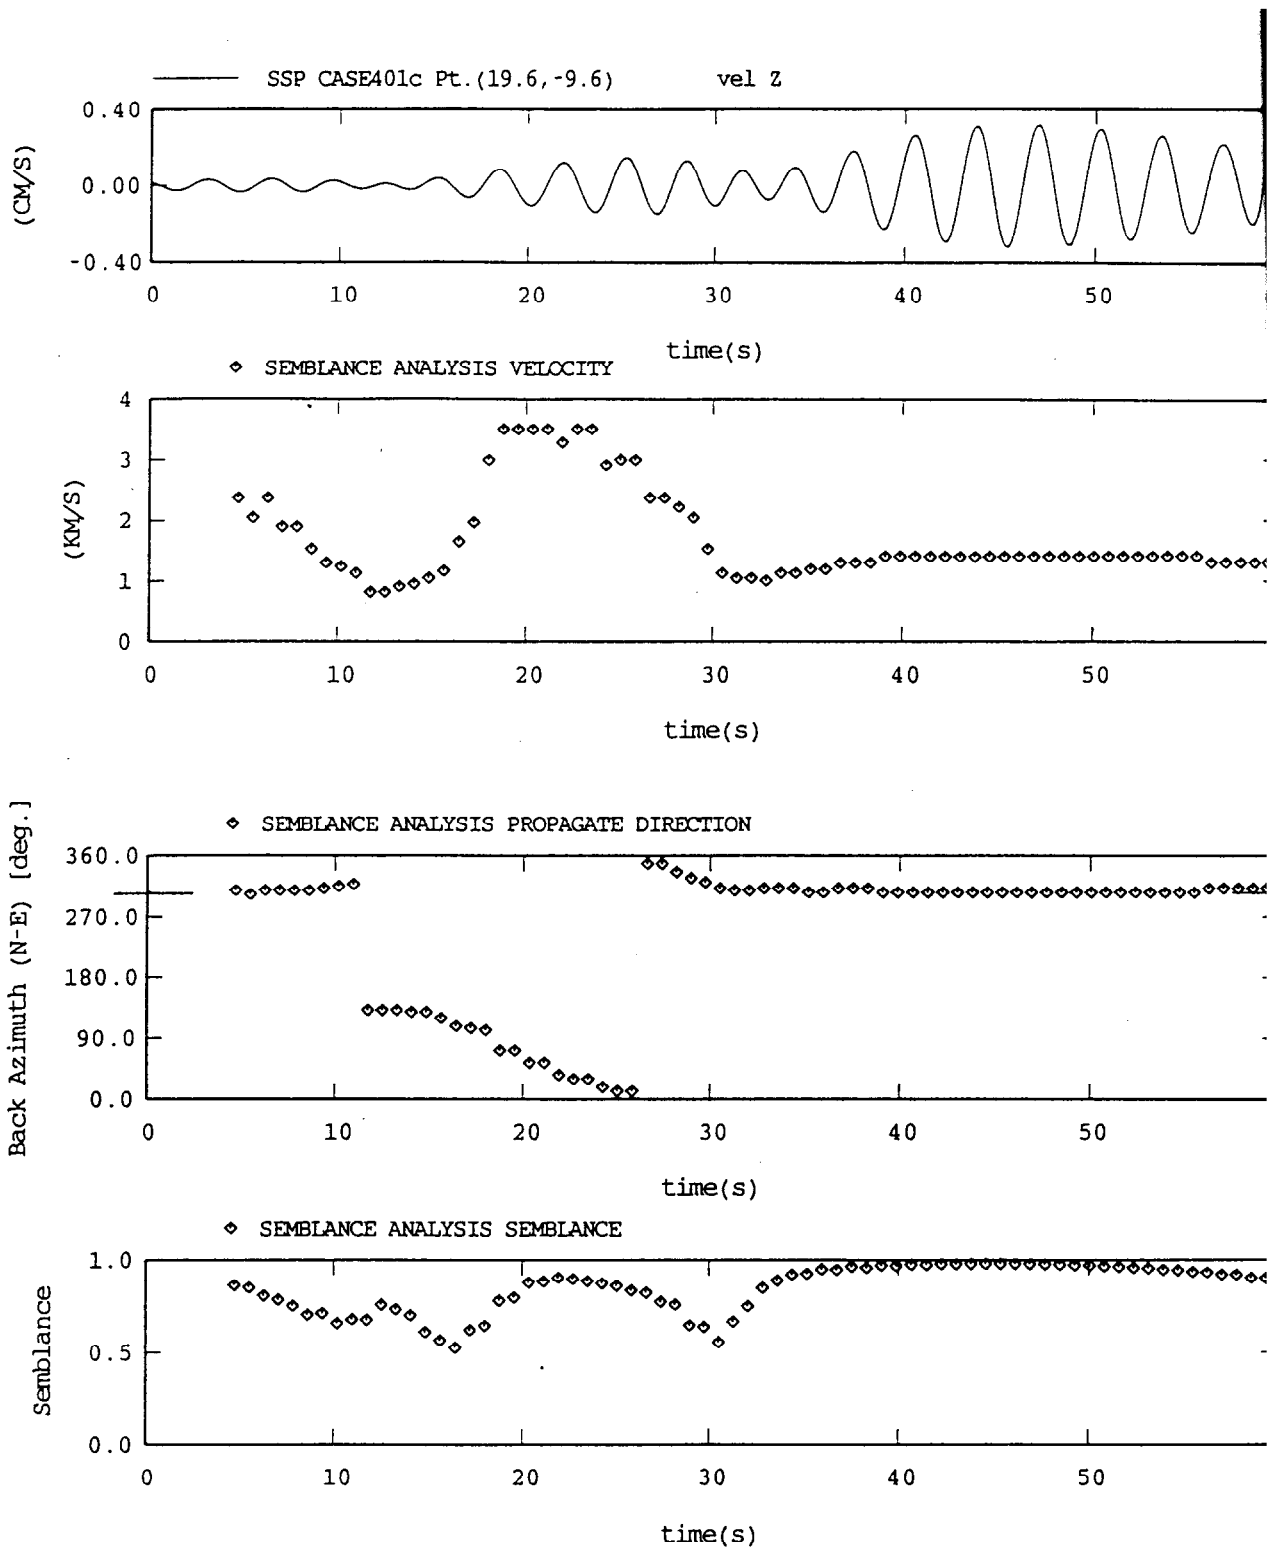 SSP CASE401c Pt.(19.6,-9.6) vel Z
0.40
0.00
-0.40
(CM/S)
0 10 20 30 40 50
time(s)
SEMBLANCE ANALYSIS VELOCITY
4
3
2
1
0
(KM/S)
0 10 20 30 40 50
time(s)
SEMBLANCE ANALYSIS PROPAGATE DIRECTION
360.0
270.0
180.0
90.0
0.0
Back Azimuth (N-E) [deg.]
0 10 20 30 40 50
time(s)
SEMBLANCE ANALYSIS SEMBLANCE
1.0
0.5
0.0
Semblance
0 10 20 30 40 50
time(s)